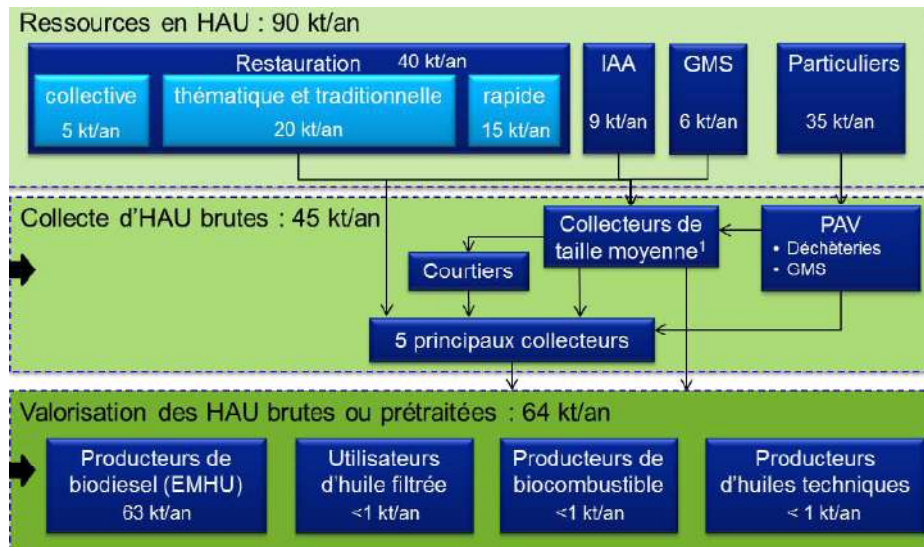 Ressources en HAU : 90 kt/an
Restauration 40 kt/an
collective
5 kt/an
thématique et traditionnelle
20 kt/an
rapide
15 kt/an
IAA
9 kt/an
GMS
6 kt/an
Particuliers
35 kt/an
Collecte d'HAU brutes : 45 kt/an
Collecteurs de
taille moyenne¹
PAV
• Déchèteries
• GMS
Courtiers
5 principaux collecteurs
Valorisation des HAU brutes ou prétraitées : 64 kt/an
Producteurs de
biodiesel (EMHU)
63 kt/an
Utilisateurs
d'huile filtrée
<1 kt/an
Producteurs de
biocombustible
<1 kt/an
Producteurs
d'huiles techniques
< 1 kt/an